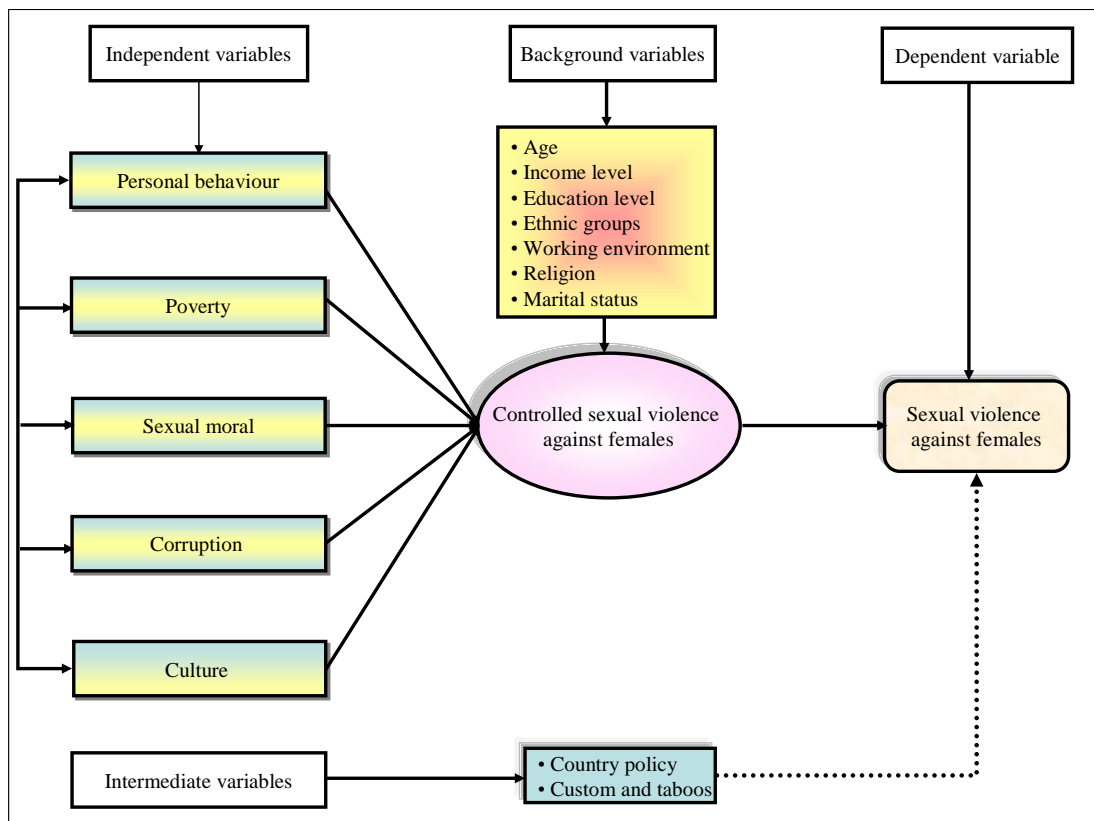 Independent variables
Background variables
Dependent variable
Personal behaviour
Poverty
Sexual moral
Corruption
Culture
• Age
• Income level
• Education level
• Ethnic groups
• Working environment
• Religion
• Marital status
Controlled sexual violence
against females
Sexual violence
against females
Intermediate variables
• Country policy
• Custom and taboos